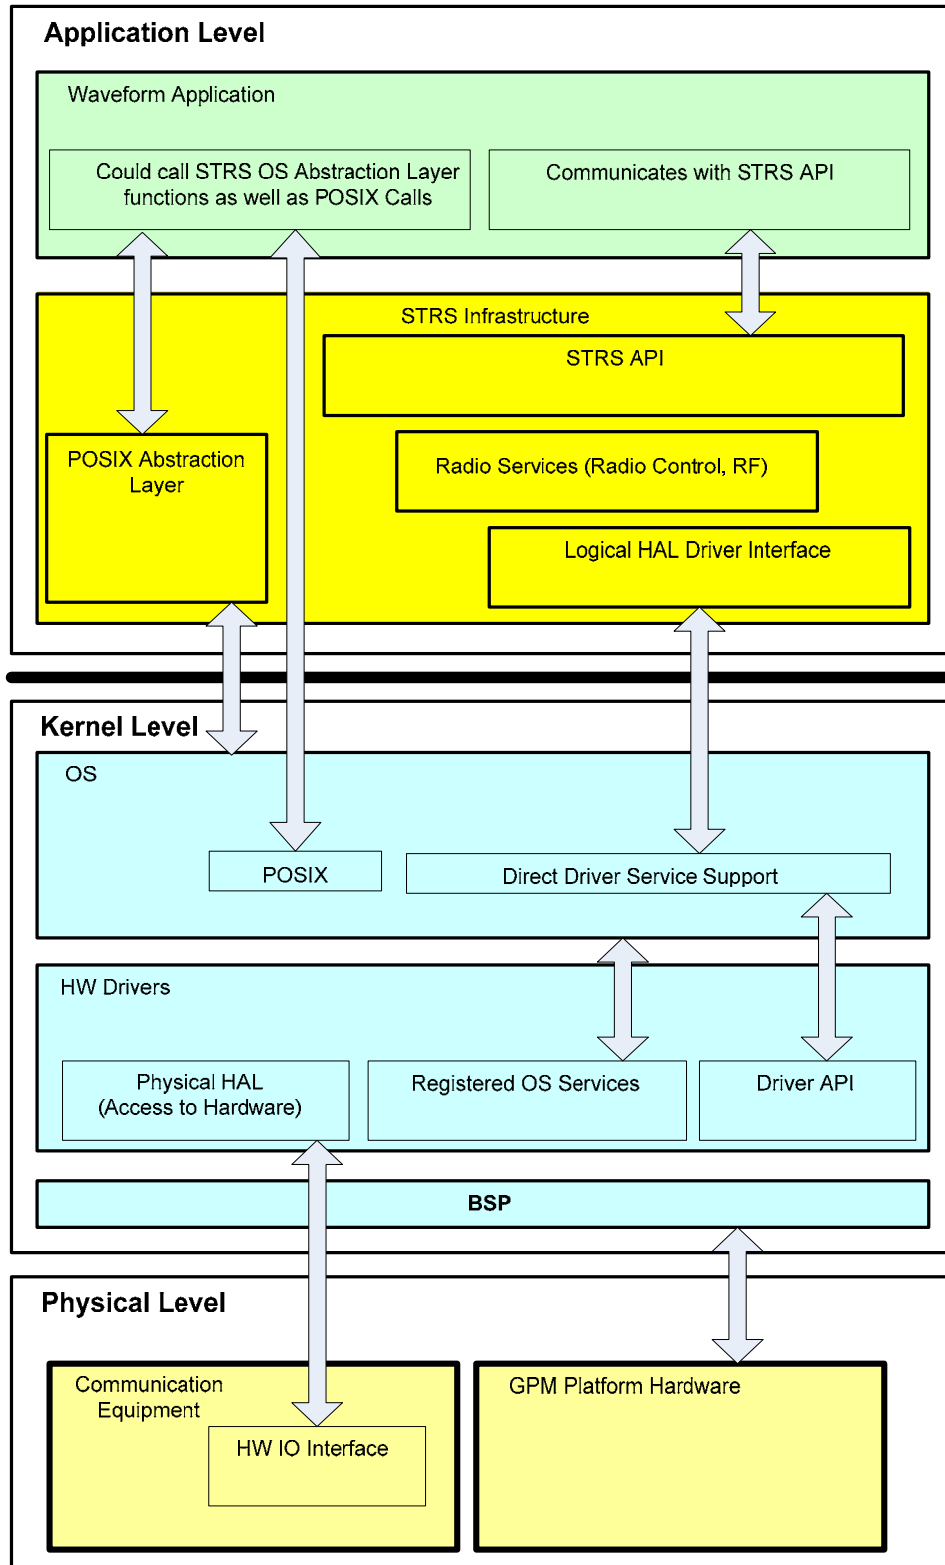 Application Level
Waveform Application
Could call STRS OS Abstraction Layer
functions as well as POSIX Calls
Communicates with STRS API
STRS Infrastructure
STRS API
POSIX Abstraction
Layer
Radio Services (Radio Control, RF)
Logical HAL Driver Interface
Kernel Level
OS
POSIX
Direct Driver Service Support
HW Drivers
Physical HAL
(Access to Hardware)
Registered OS Services
Driver API
BSP
Physical Level
Communication
Equipment
HW IO Interface
GPM Platform Hardware